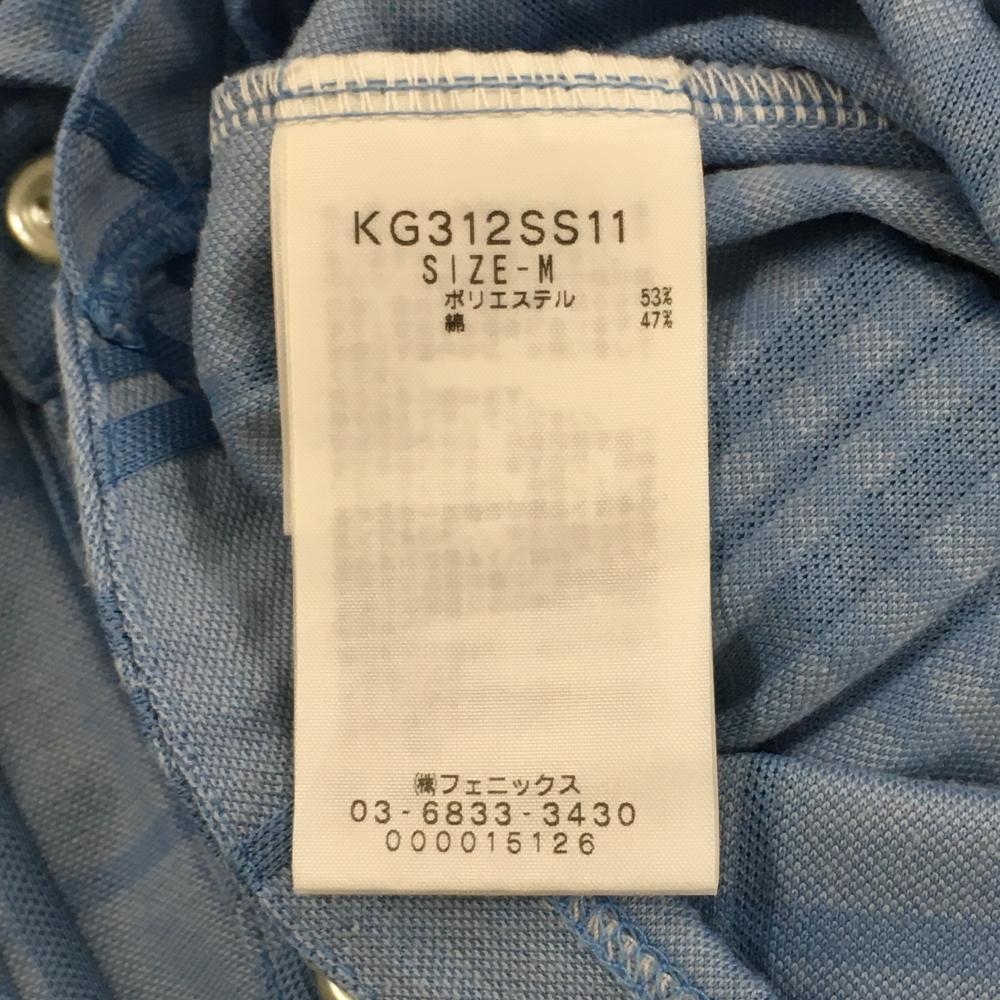 KG312SS11
SIZE-M
ポリエステル 53%
綿 47%
㈱フェニックス
03-6833-3430
000015126